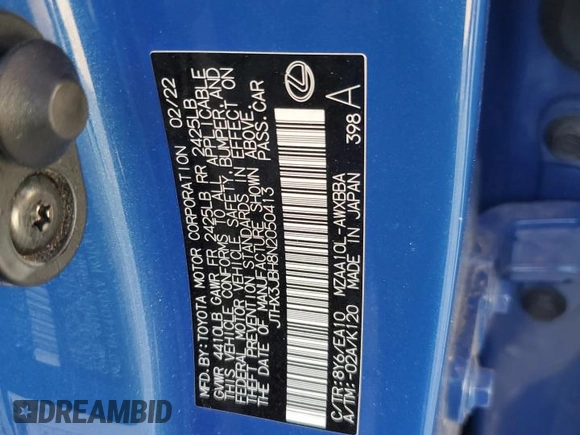 MFD.BY:TOYOTA MOTOR CORPORATION 02/22
GVWR 4410LB GAWR FR 2425LB RR 2425LB
THIS VEHICLE CONFORMS TO ALL APPLICABLE
FEDERAL MOTOR VEHICLE SAFETY, BUMPER, AND
THEFT PREVENTION STANDARDS IN EFFECT ON
THE DATE OF MANUFACTURE SHOWN ABOVE.
JTHX3JBH8N2050413 PASS.CAR
C/TR:8Y6/EA10 MZAA10L-AWXBBA
A/TM:-02A/K120 MADE IN JAPAN 398 A
DREAMBID